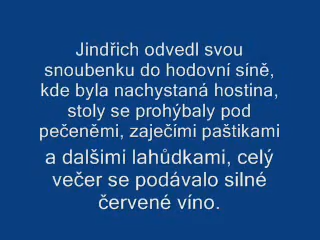 Jindřich odvedl svou
snoubenku do hodovní síně,
kde byla nachystaná hostina,
stoly se prohýbaly pod
pečeněmi, zaječími paštikami
a dalšimi lahůdkami, celý
večer se podávalo silné
červené víno.